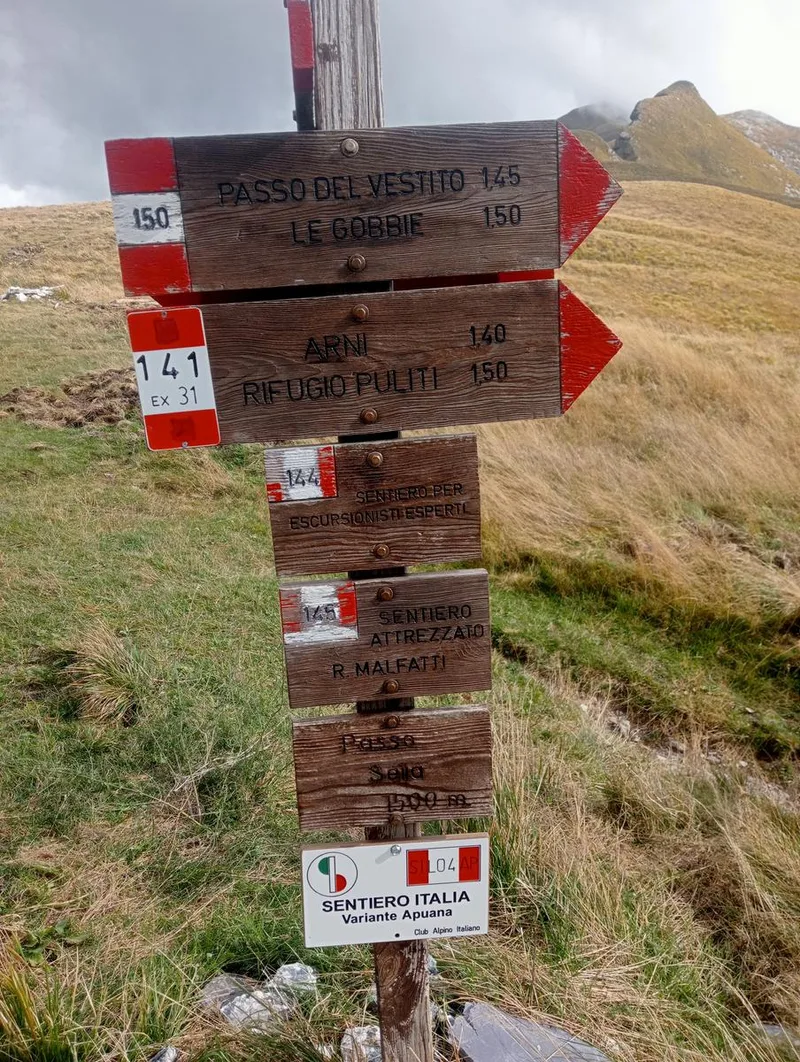 150
PASSO DEL VESTITO 1,45
LE GOBBIE 1,50
141
EX 31
ARNI 1,40
RIFUGIO PULITI 1,50
144
SENTIERO PER
ESCURSIONISTI ESPERTI
148
SENTIERO
ATTREZZATO
R. MALFATTI
Passo
Sella
1500 m
SI L04 AP
SENTIERO ITALIA
Variante Apuana
Club Alpino Italiano